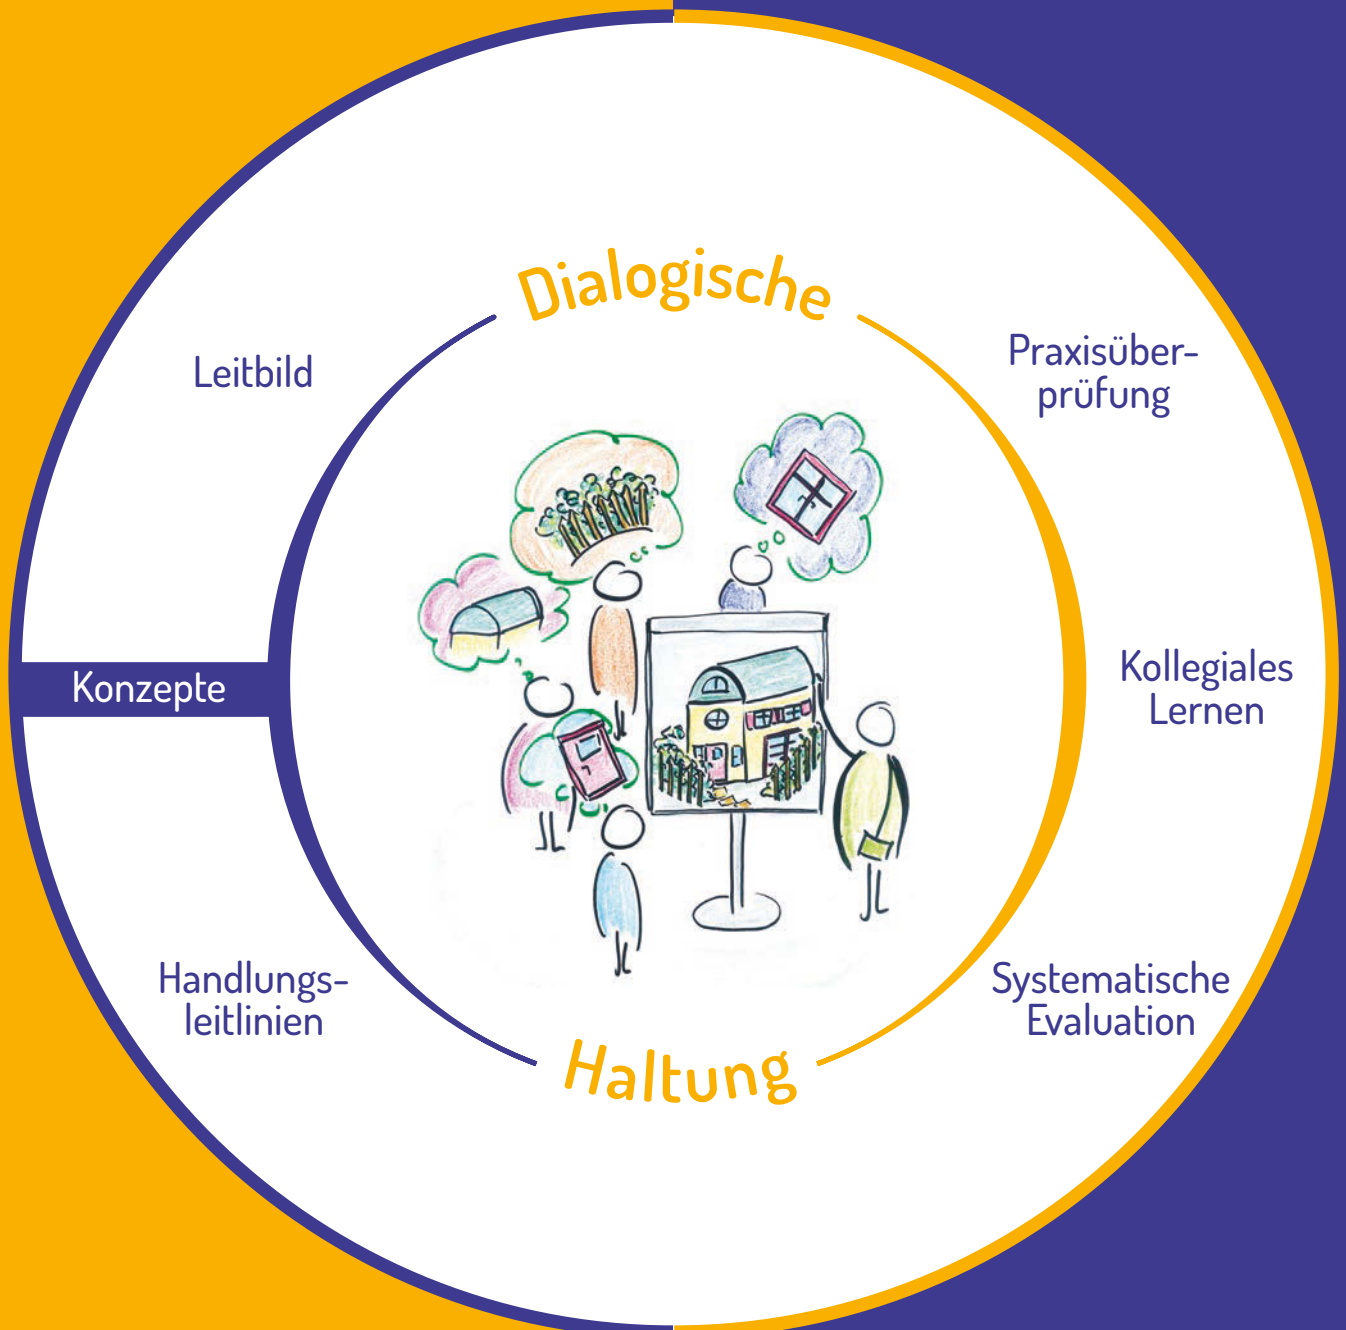 Dialogische
Leitbild
Praxisüber-
prüfung
Konzepte
Kollegiales
Lernen
Handlungs-
leitlinien
Systematische
Evaluation
Haltung